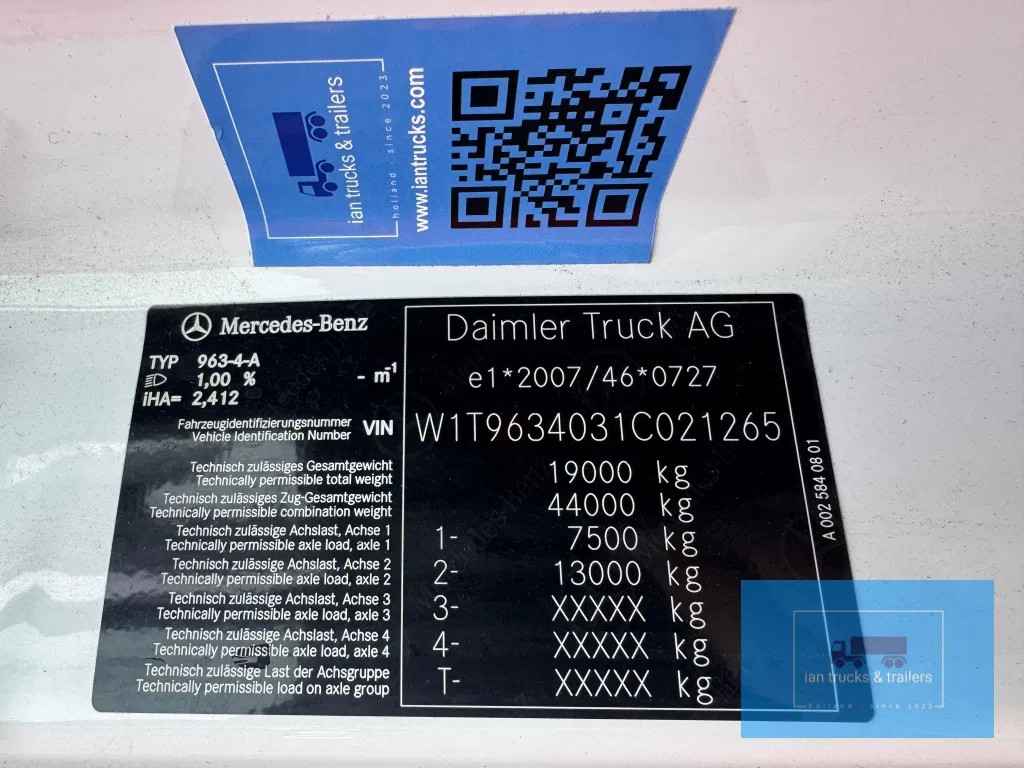 ian trucks & trailers
holland . since 2023
www.iantrucks.com
Mercedes-Benz
TYP 963-4-A
1,00 % - m-1
iHA= 2,412
Fahrzeugidentifizierungsnummer
Vehicle Identification Number VIN
Daimler Truck AG
e1*2007/46*0727
W1T9634031C021265
Technisch zulässiges Gesamtgewicht
Technically permissible total weight
19000 kg
Technisch zulässiges Zug-Gesamtgewicht
Technically permissible combination weight
44000 kg
Technisch zulässige Achslast, Achse 1
Technically permissible axle load, axle 1
1- 7500 kg
Technisch zulässige Achslast, Achse 2
Technically permissible axle load, axle 2
2- 13000 kg
Technisch zulässige Achslast, Achse 3
Technically permissible axle load, axle 3
3- XXXXX kg
Technisch zulässige Achslast, Achse 4
Technically permissible axle load, axle 4
4- XXXXX kg
Technisch zulässige Last der Achsgruppe
Technically permissible load on axle group
T- XXXXX kg
A 002 584 08 01
ian trucks & trailers
holland . since 2023